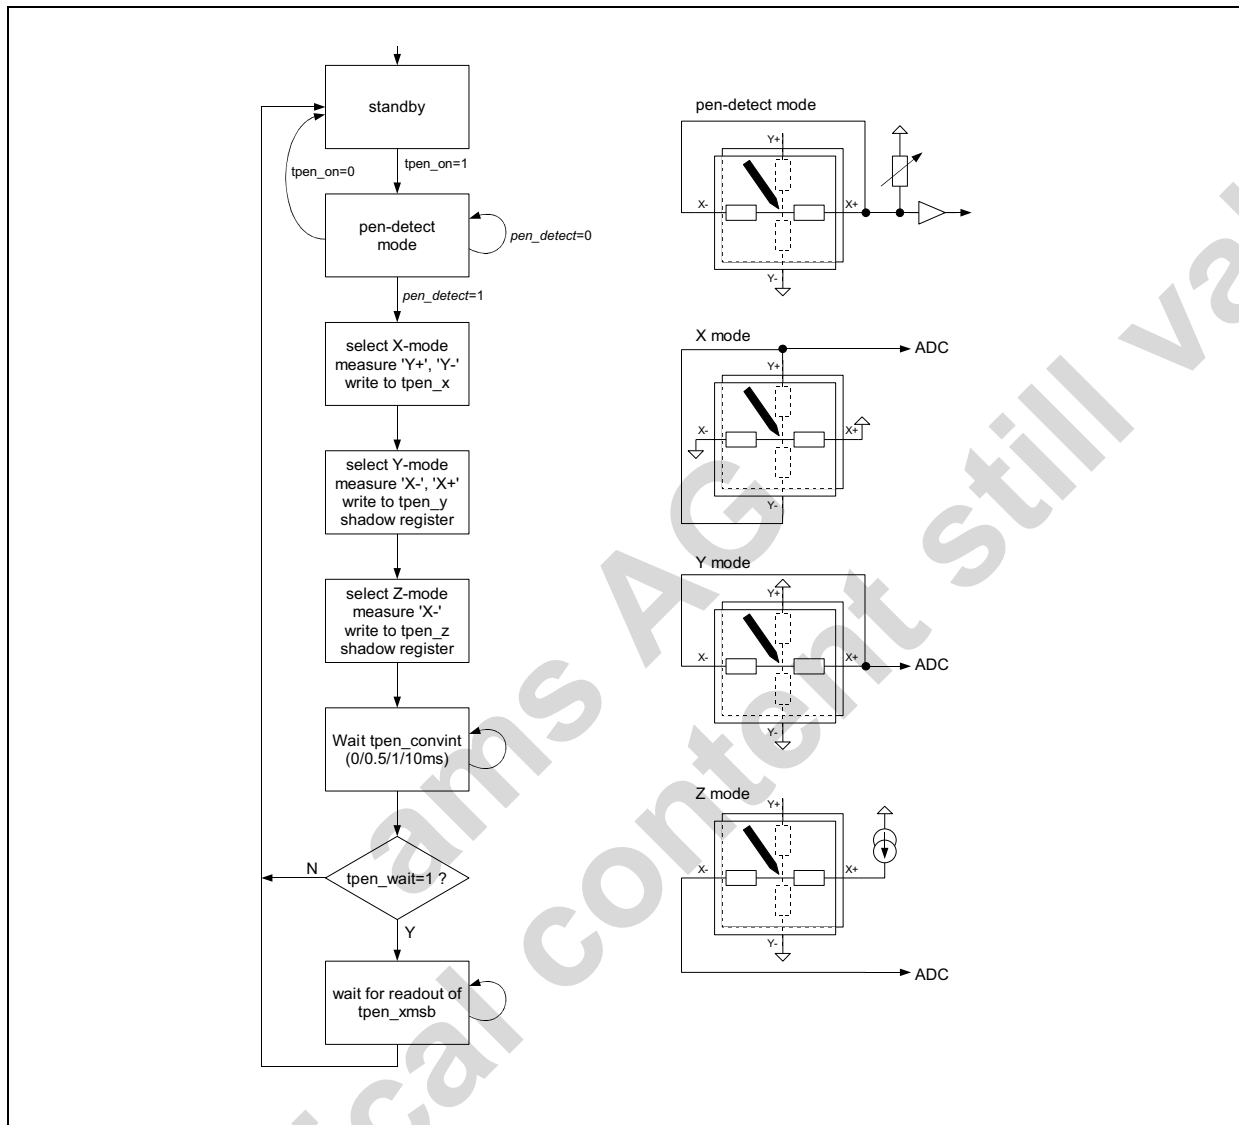 standby
tpen_on=0
tpen_on=1
pen-detect
mode
pen_detect=0
pen_detect=1
select X-mode
measure 'Y+', 'Y-'
write to tpen_x
select Y-mode
measure 'X-', 'X+'
write to tpen_y
shadow register
select Z-mode
measure 'X-'
write to tpen_z
shadow register
Wait tpen_convint
(0/0.5/1/10ms)
N
tpen_wait=1 ?
Y
wait for readout of
tpen_xmsb
pen-detect mode
Y+
X-
X+
Y-
X mode
ADC
Y+
X-
X+
Y-
Y mode
Y+
X-
X+
ADC
Y-
Z mode
Y+
X-
X+
Y-
ADC
ams AG
cal content still val